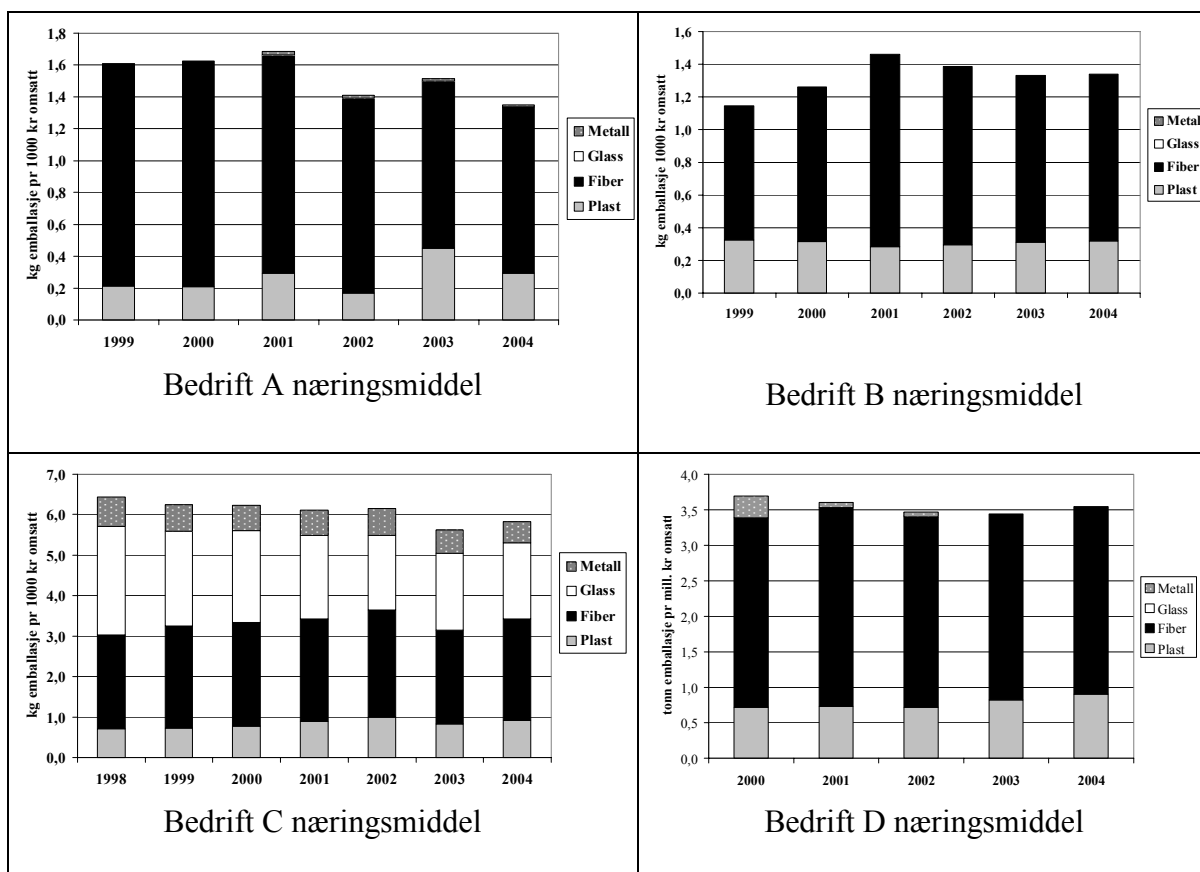 kg emballasje pr 1000 kr omsatt
1,8
1,6
1,4
1,2
1,0
0,8
0,6
0,4
0,2
0,0
1999 2000 2001 2002 2003 2004
Metall
Glass
Fiber
Plast
Bedrift A næringsmiddel
kg emballasje 1000 kr omsatt
1,6
1,4
1,2
1,0
0,8
0,6
0,4
0,2
0,0
1999 2000 2001 2002 2003 2004
Metall
Glass
Fiber
Plast
Bedrift B næringsmiddel
kg emballasje pr 1000 kr omsatt
7,0
6,0
5,0
4,0
3,0
2,0
1,0
0,0
1998 1999 2000 2001 2002 2003 2004
Metall
Glass
Fiber
Plast
Bedrift C næringsmiddel
tonn emballasje pr mill. kr omsatt
4,0
3,5
3,0
2,5
2,0
1,5
1,0
0,5
0,0
2000 2001 2002 2003 2004
Metall
Glass
Fiber
Plast
Bedrift D næringsmiddel